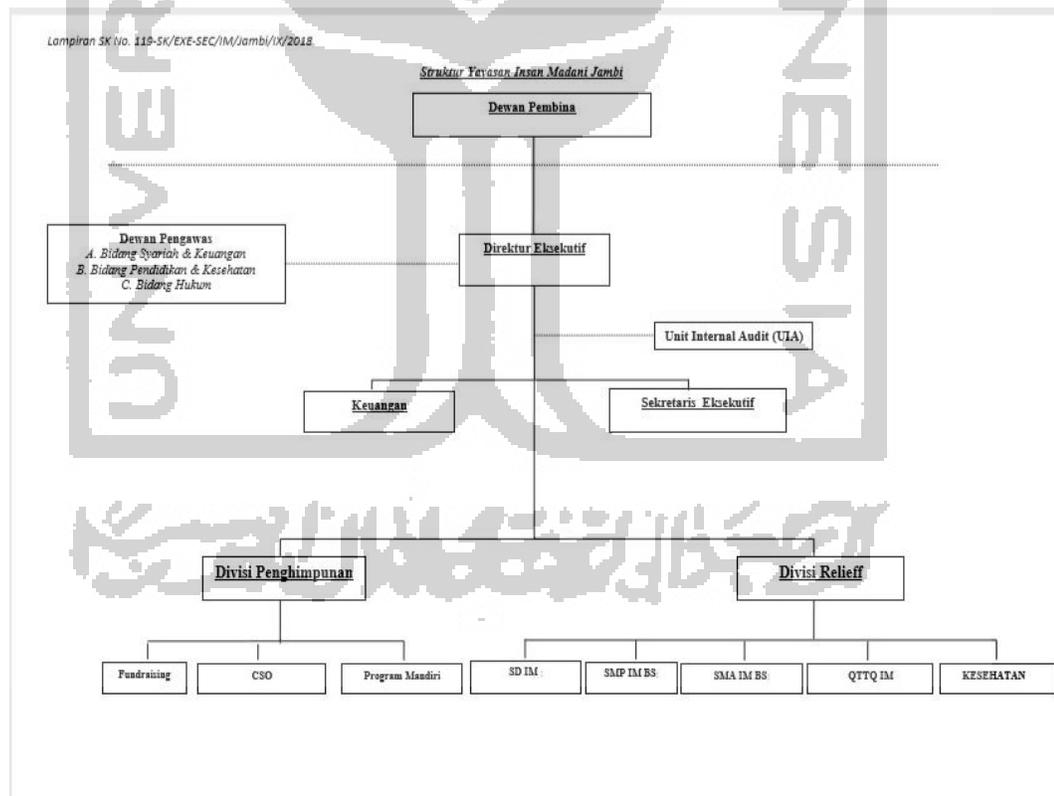 Lampiran SK No. 119-SK/EXE-SEC/IM/Jambi/IX/2018
Struktur Yayasan Insan Madani Jambi
Dewan Pembina
Dewan Pengawas
A. Bidang Syariah & Keuangan
B. Bidang Pendidikan & Kesehatan
C. Bidang Hukum
Direktur Eksekutif
Unit Internal Audit (UIA)
Keuangan
Sekretaris Eksekutif
Divisi Penghimpunan
Divisi Relieff
Fundraising
CSO
Program Mandiri
SD IM
SMP IM BS
SMA IM BS
QTTQ IM
KESEHATAN
UNIVER
NESIA